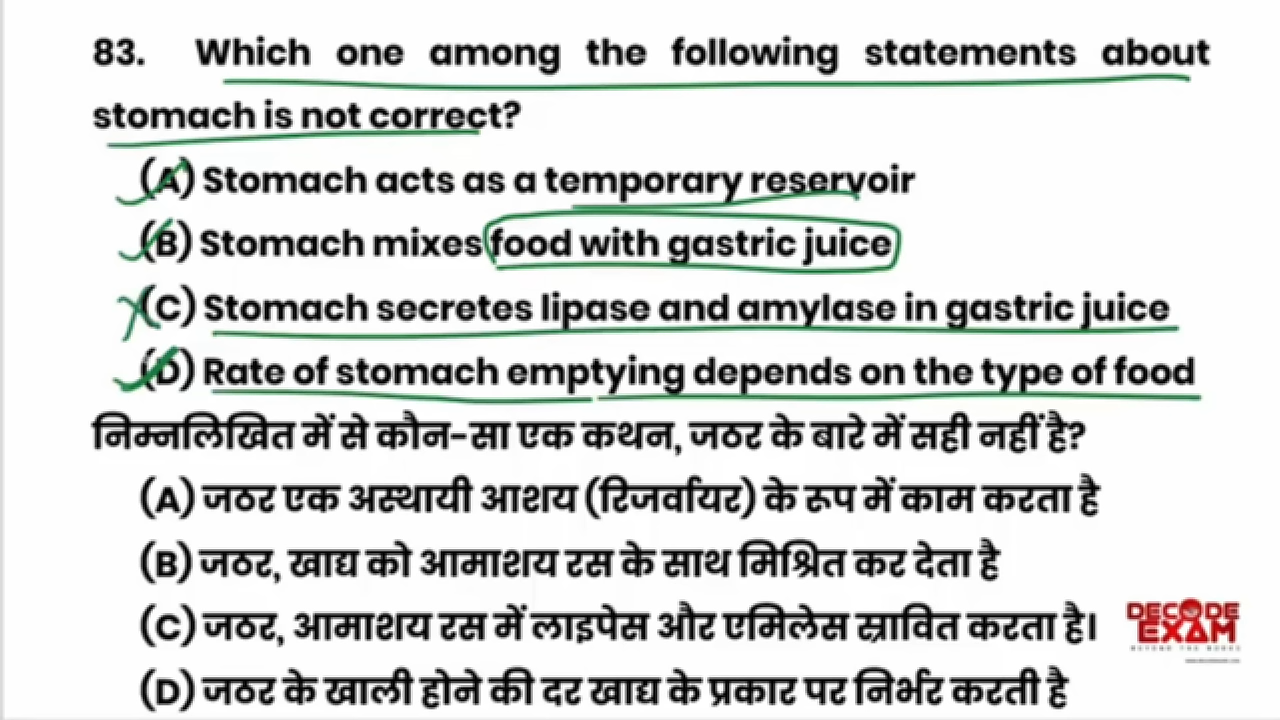 83. Which one among the following statements about
stomach is not correct?
(A) Stomach acts as a temporary reservoir
(B) Stomach mixes food with gastric juice
(C) Stomach secretes lipase and amylase in gastric juice
(D) Rate of stomach emptying depends on the type of food
निम्नलिखित में से कौन-सा एक कथन, जठर के बारे में सही नहीं है?
(A) जठर एक अस्थायी आशय (रिजर्वायर) के रूप में काम करता है
(B) जठर, खाद्य को आमाशय रस के साथ मिश्रित कर देता है
(C) जठर, आमाशय रस में लाइपेस और एमिलेस स्रावित करता है।
(D) जठर के खाली होने की दर खाद्य के प्रकार पर निर्भर करती है
DECODE
EXAM